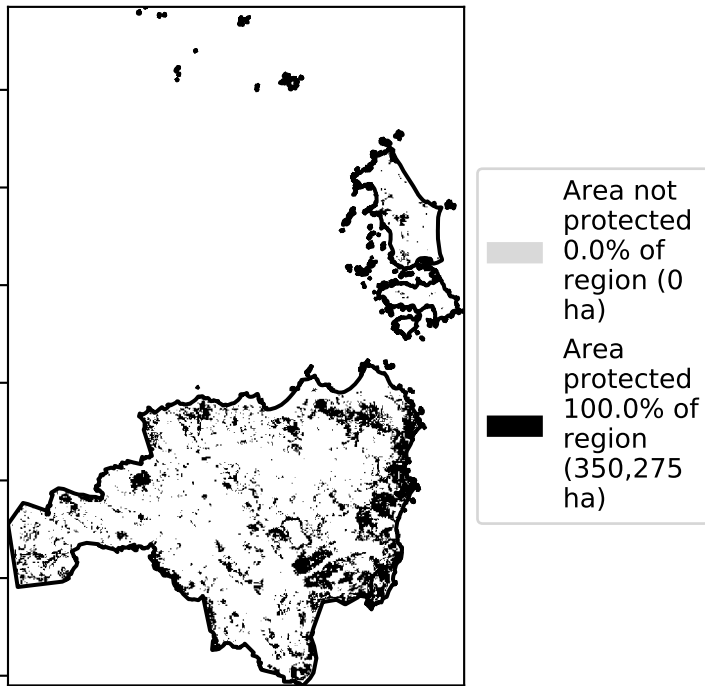 Area not
protected
0.0% of
region (0
ha)
Area
protected
100.0% of
region
(350,275
ha)